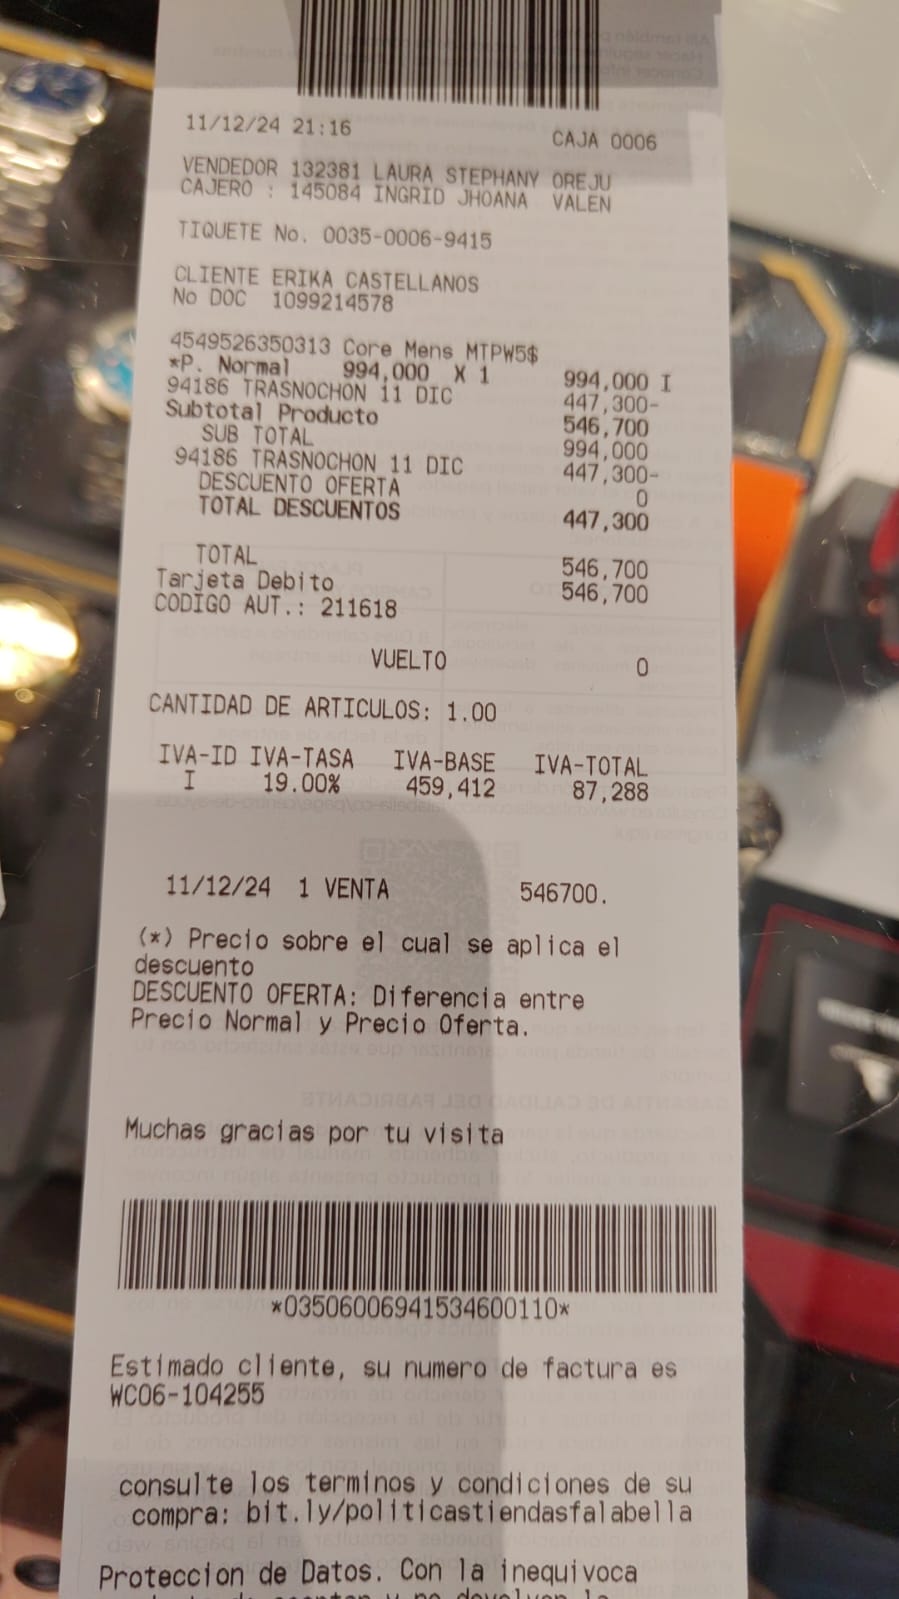 11/12/24 21:16 CAJA 0006
VENDEDOR 132381 LAURA STEPHANY OREJU
CAJERO : 145084 INGRID JHOANA VALEN
TIQUETE No. 0035-0006-9415
CLIENTE ERIKA CASTELLANOS
No DOC 1099214578
4549526350313 Core Mens MTPW5$
*P. Normal 994,000 X 1 994,000 I
94186 TRASNOCHON 11 DIC 447,300-
Subtotal Producto 546,700
SUB TOTAL 994,000
94186 TRASNOCHON 11 DIC 447,300-
DESCUENTO OFERTA 0
TOTAL DESCUENTOS 447,300
TOTAL 546,700
Tarjeta Debito 546,700
CODIGO AUT.: 211618
VUELTO 0
CANTIDAD DE ARTICULOS: 1.00
IVA-ID IVA-TASA IVA-BASE IVA-TOTAL
I 19.00% 459,412 87,288
11/12/24 1 VENTA 546700.
(*) Precio sobre el cual se aplica el
descuento
DESCUENTO OFERTA: Diferencia entre
Precio Normal y Precio Oferta.
Muchas gracias por tu visita
*03506006941534600110*
Estimado cliente, su numero de factura es
WC06-104255
consulte los terminos y condiciones de su
compra: bit.ly/politicastiendasfalabella
Proteccion de Datos. Con la inequivoca